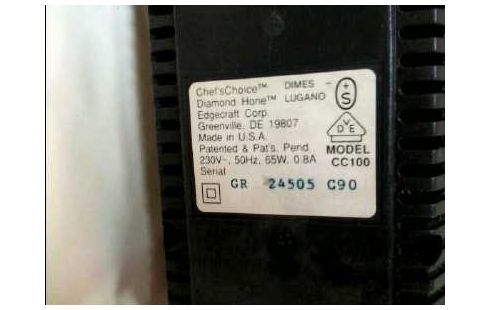 Chef'sChoice™ DIMES -
Diamond Hone™ LUGANO
Edgecraft Corp.
Greenville, DE 19807
Made in U.S.A.
Patented & Pat's. Pend.
230V~, 50Hz, 65W, 0.8A
Serial
+
S
VDE
MODEL
CC100
GR 24505 C90